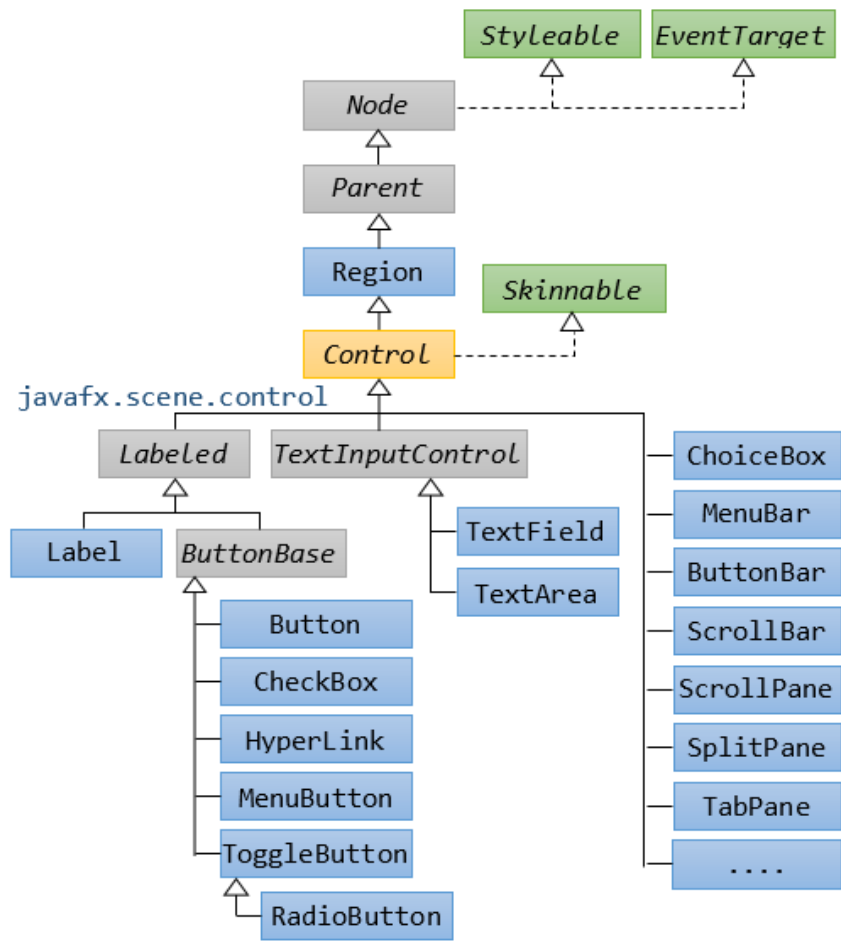 Styleable
EventTarget
Node
Parent
Region
Skinnable
Control
javafx.scene.control
Labeled
TextInputControl
ChoiceBox
MenuBar
Label
ButtonBase
TextField
ButtonBar
TextArea
Button
ScrollBar
CheckBox
ScrollPane
HyperLink
SplitPane
MenuButton
TabPane
ToggleButton
....
RadioButton